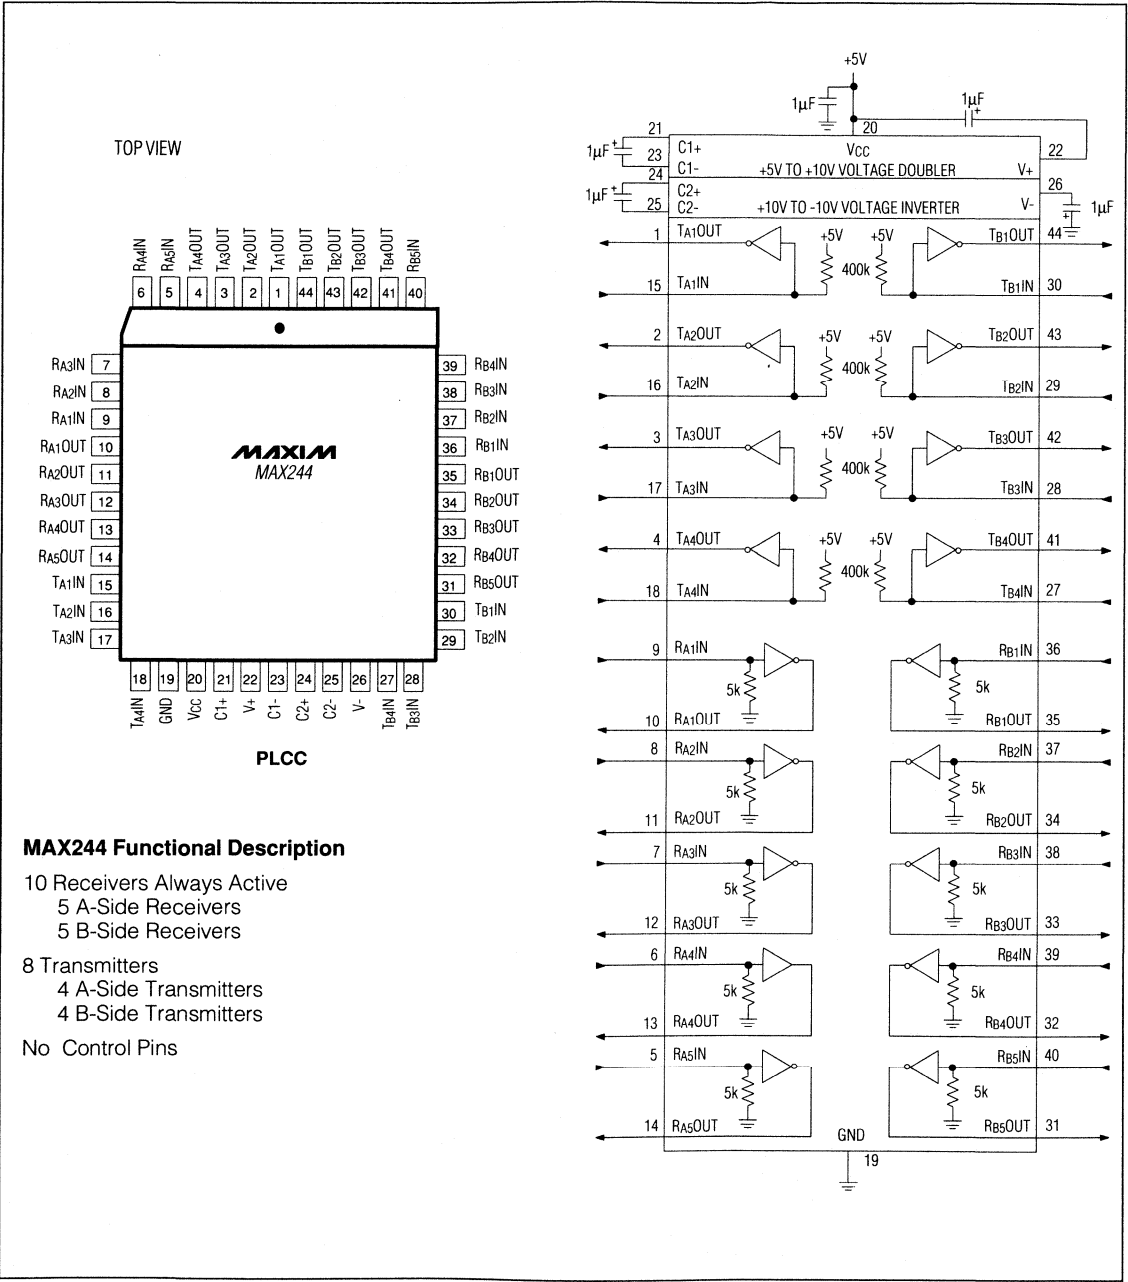 TOP VIEW
RA4IN RA5IN TA4OUT TA3OUT TA2OUT TA1OUT TB1OUT TB2OUT TB3OUT TB4OUT RB5IN
6 5 4 3 2 1 44 43 42 41 40
RA3IN 7
RA2IN 8
RA1IN 9
RA1OUT 10
RA2OUT 11
RA3OUT 12
RA4OUT 13
RA5OUT 14
TA1IN 15
TA2IN 16
TA3IN 17
39 RB4IN
38 RB3IN
37 RB2IN
36 RB1IN
35 RB1OUT
34 RB2OUT
33 RB3OUT
32 RB4OUT
31 RB5OUT
30 TB1IN
29 TB2IN
MAXIM
MAX244
18 19 20 21 22 23 24 25 26 27 28
TA4IN GND VCC C1+ V+ C1- C2+ C2- V- TB4IN TB3IN
PLCC
MAX244 Functional Description
10 Receivers Always Active
5 A-Side Receivers
5 B-Side Receivers
8 Transmitters
4 A-Side Transmitters
4 B-Side Transmitters
No Control Pins
+5V
1µF
1µF
+
20
21
1µF +
23
24
1µF +
25
C1+
C1-
C2+
C2-
VCC
+5V TO +10V VOLTAGE DOUBLER
+10V TO -10V VOLTAGE INVERTER
V+
V-
22
26
1µF
+
1 TA1OUT +5V +5V TB1OUT 44
400k
15 TA1IN TB1IN 30
2 TA2OUT +5V +5V TB2OUT 43
400k
16 TA2IN TB2IN 29
3 TA3OUT +5V +5V TB3OUT 42
400k
17 TA3IN TB3IN 28
4 TA4OUT +5V +5V TB4OUT 41
400k
18 TA4IN TB4IN 27
9 RA1IN RB1IN 36
5k 5k
10 RA1OUT RB1OUT 35
8 RA2IN RB2IN 37
5k 5k
11 RA2OUT RB2OUT 34
7 RA3IN RB3IN 38
5k 5k
12 RA3OUT RB3OUT 33
6 RA4IN RB4IN 39
5k 5k
13 RA4OUT RB4OUT 32
5 RA5IN RB5IN 40
5k 5k
14 RA5OUT RB5OUT 31
GND
19